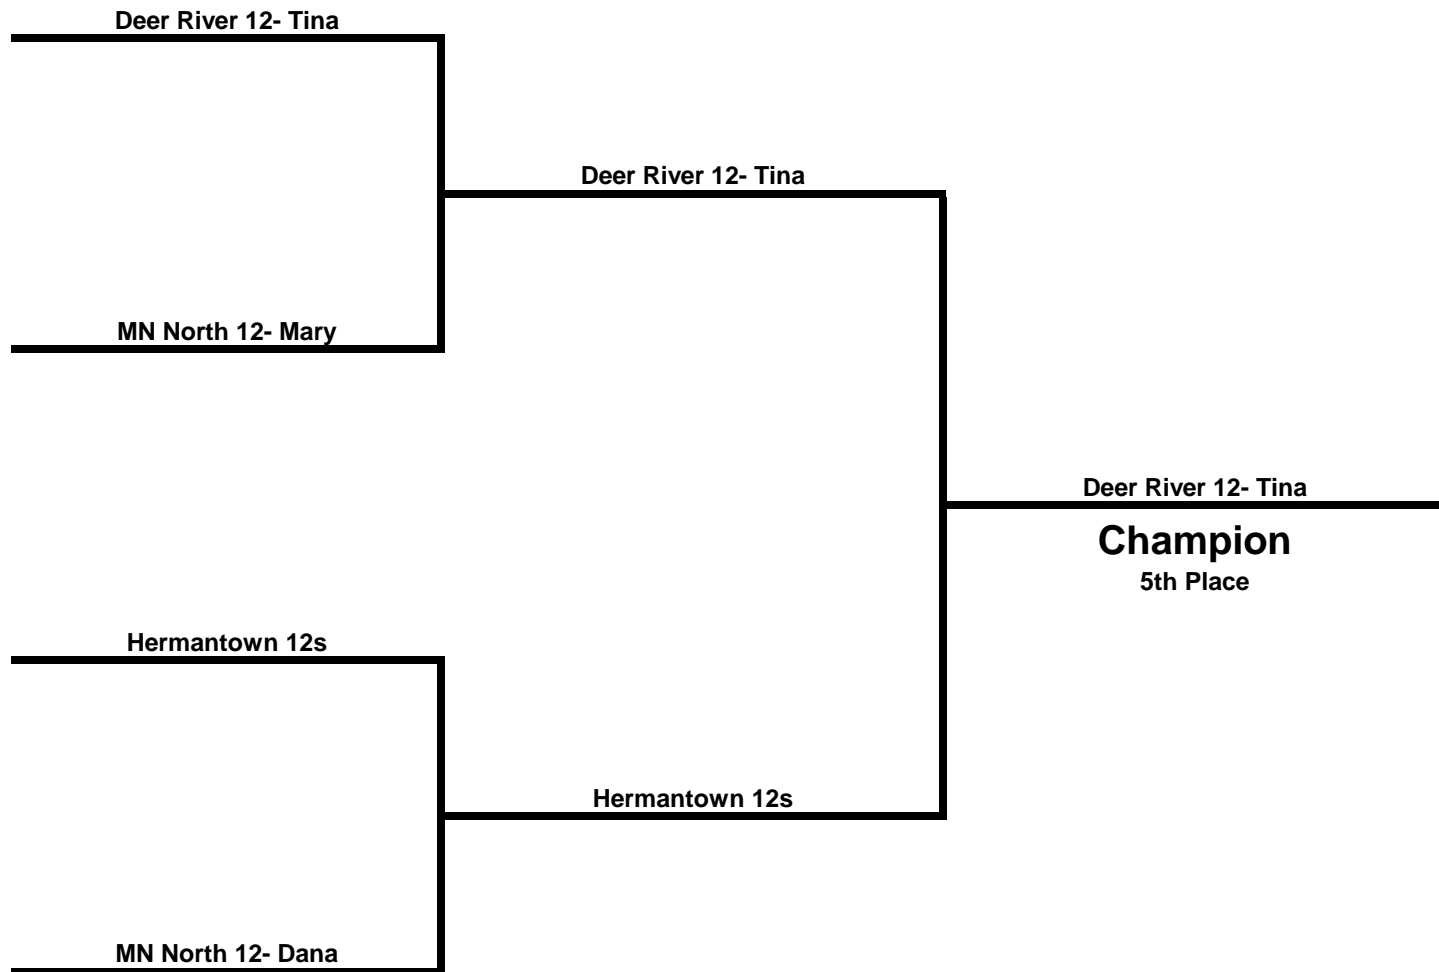 Deer River 12- Tina
Deer River 12- Tina
MN North 12- Mary
Deer River 12- Tina
Champion
5th Place
Hermantown 12s
Hermantown 12s
MN North 12- Dana